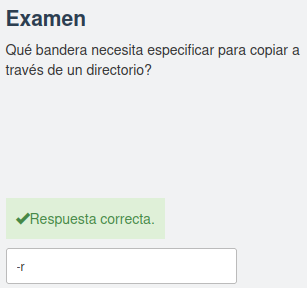 Examen
Qué bandera necesita especificar para copiar a
través de un directorio?
✔Respuesta correcta.
-r